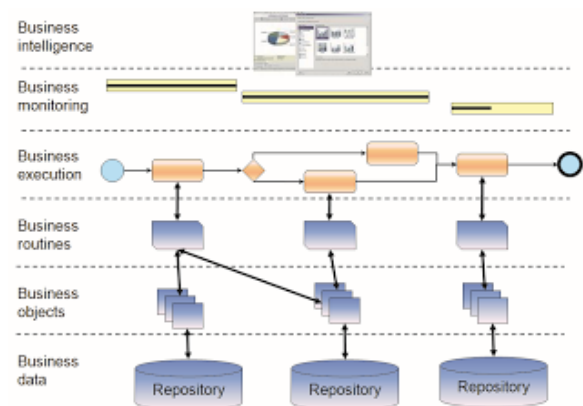 Business
intelligence
Business
monitoring
Business
execution
Business
routines
Business
objects
Business
data
Repository
Repository
Repository